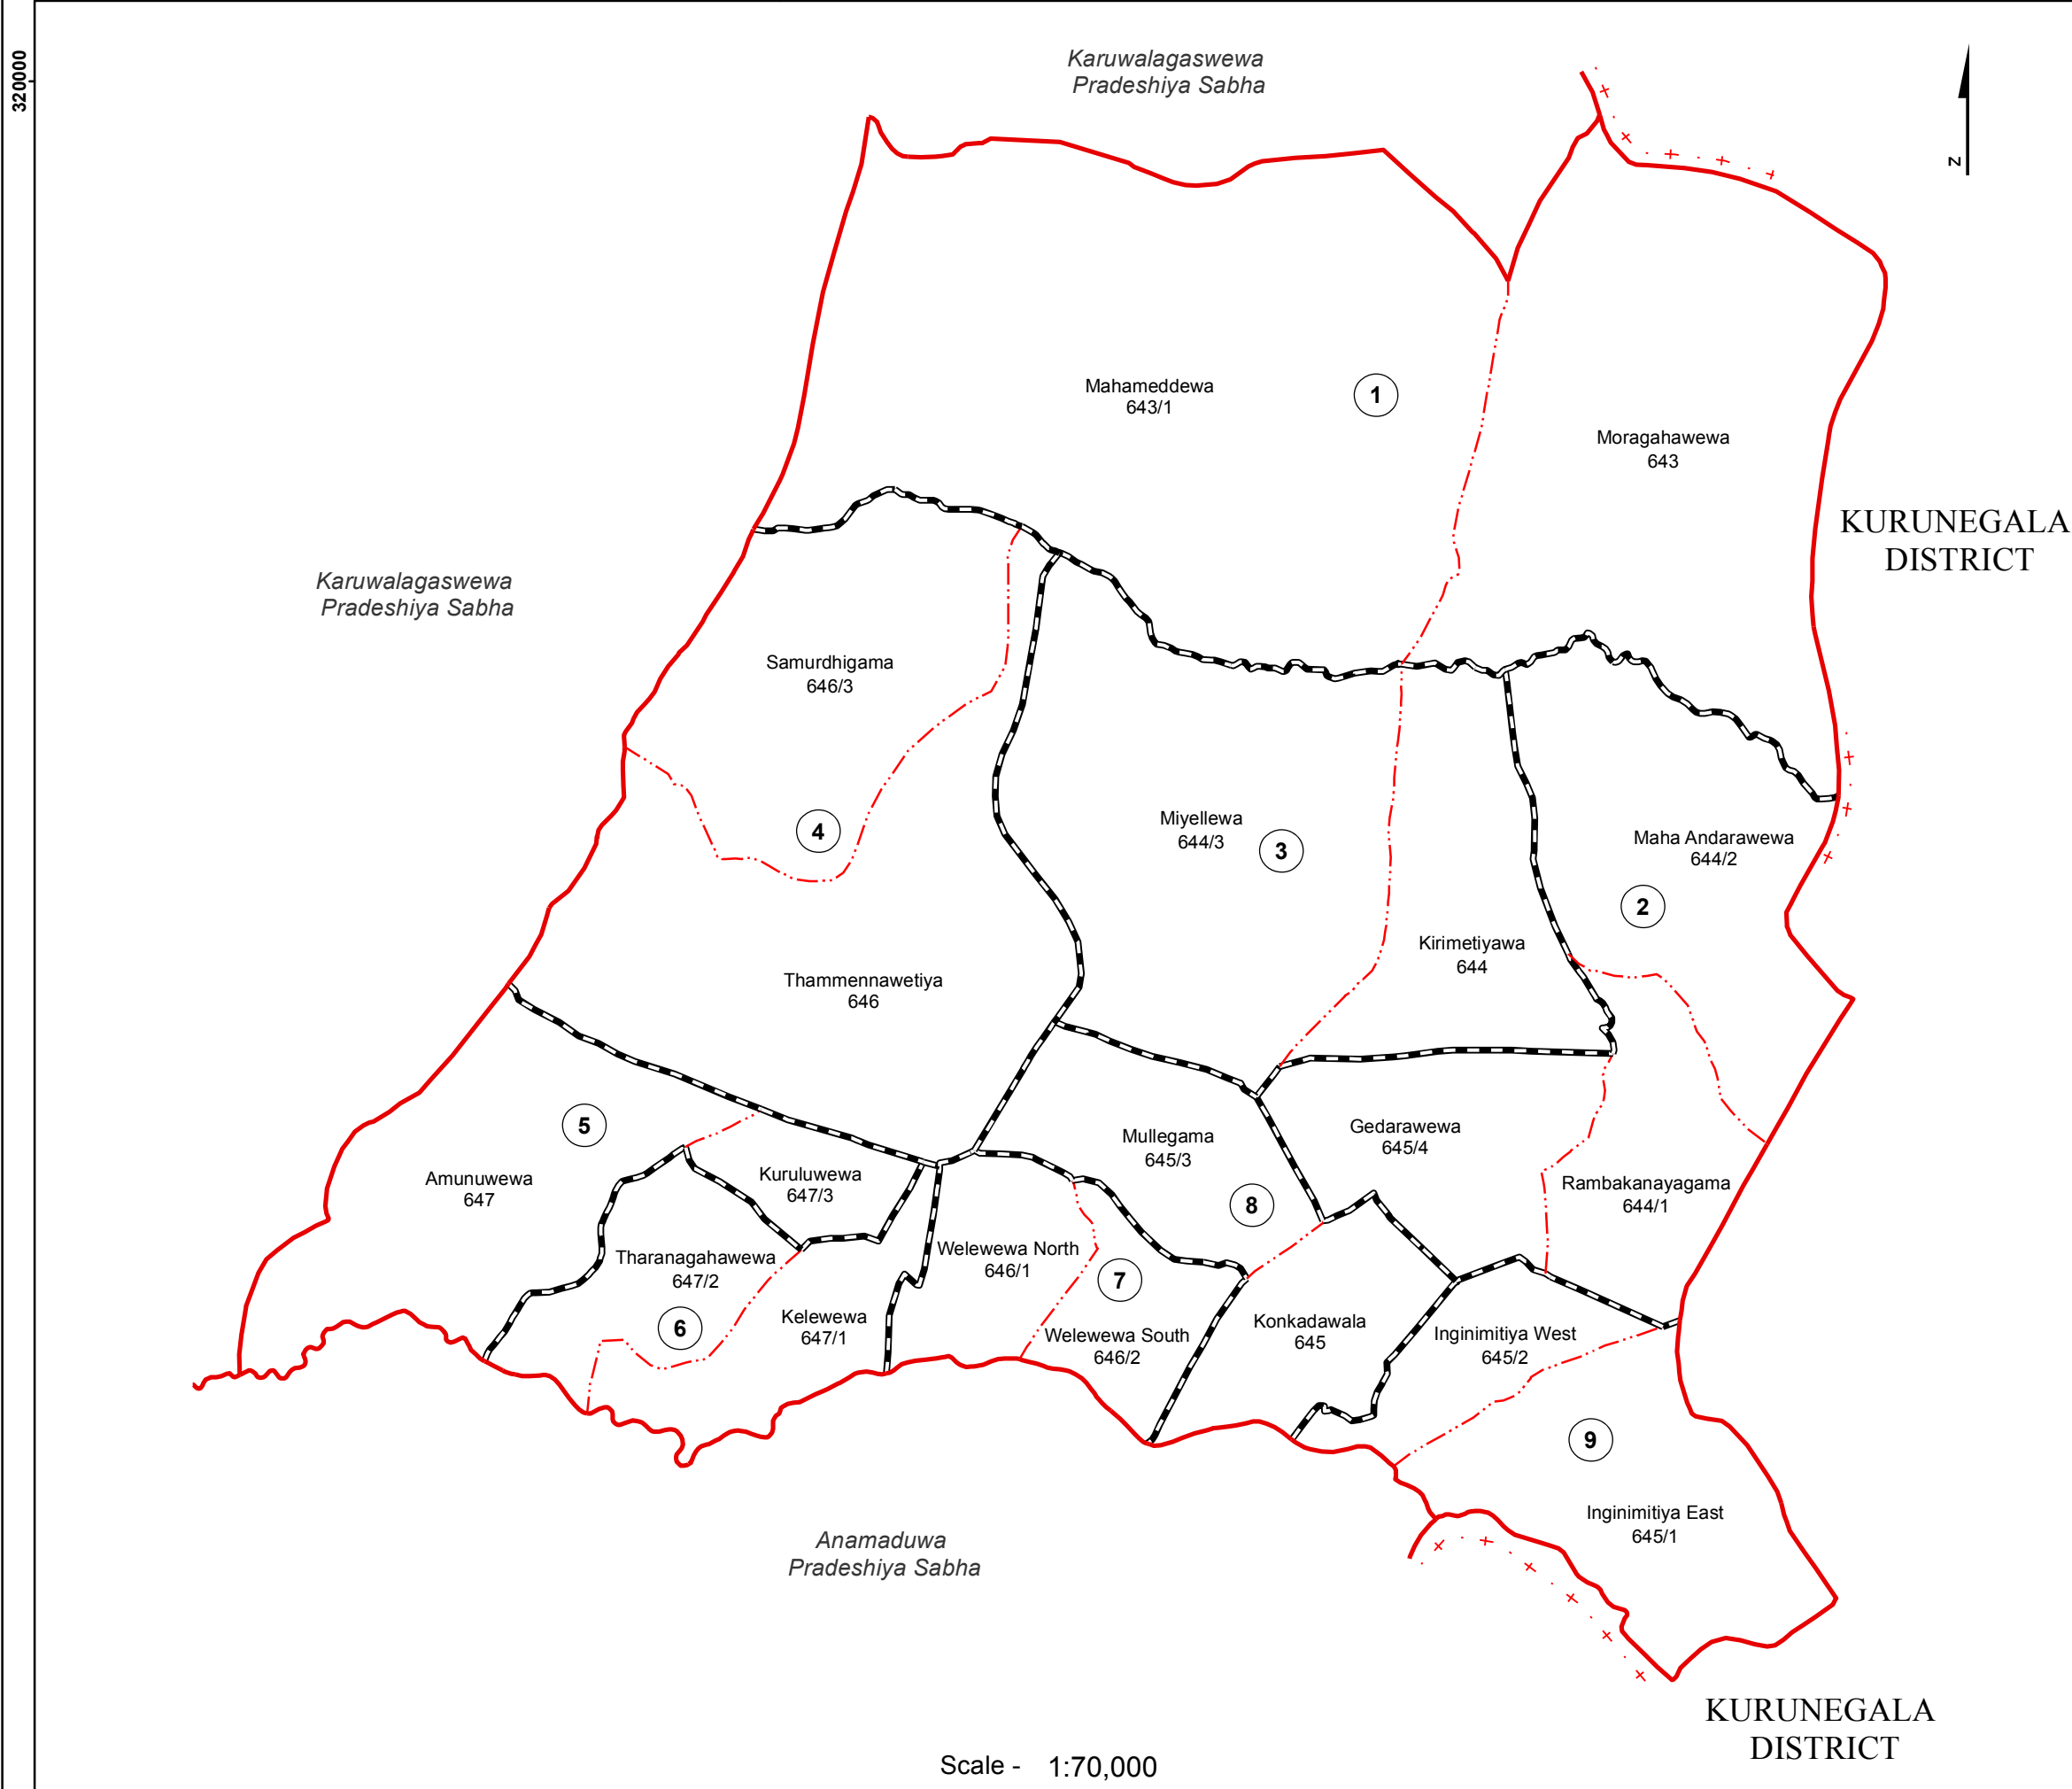 320000
Karuwalagaswewa
Pradeshiya Sabha
N
Mahameddewa
643/1
1
Moragahawewa
643
KURUNEGALA
DISTRICT
Karuwalagaswewa
Pradeshiya Sabha
Samurdhigama
646/3
4
Miyellewa
644/3
3
Maha Andarawewa
644/2
2
Kirimetiyawa
644
Thammennawetiya
646
5
Amunuwewa
647
Kuruluwewa
647/3
Mullegama
645/3
8
Gedarawewa
645/4
Rambakanayagama
644/1
Tharanagahawewa
647/2
6
Kelewewa
647/1
Welewewa North
646/1
7
Welewewa South
646/2
Konkadawala
645
Inginimitiya West
645/2
9
Inginimitiya East
645/1
Anamaduwa
Pradeshiya Sabha
KURUNEGALA
DISTRICT
Scale - 1:70,000